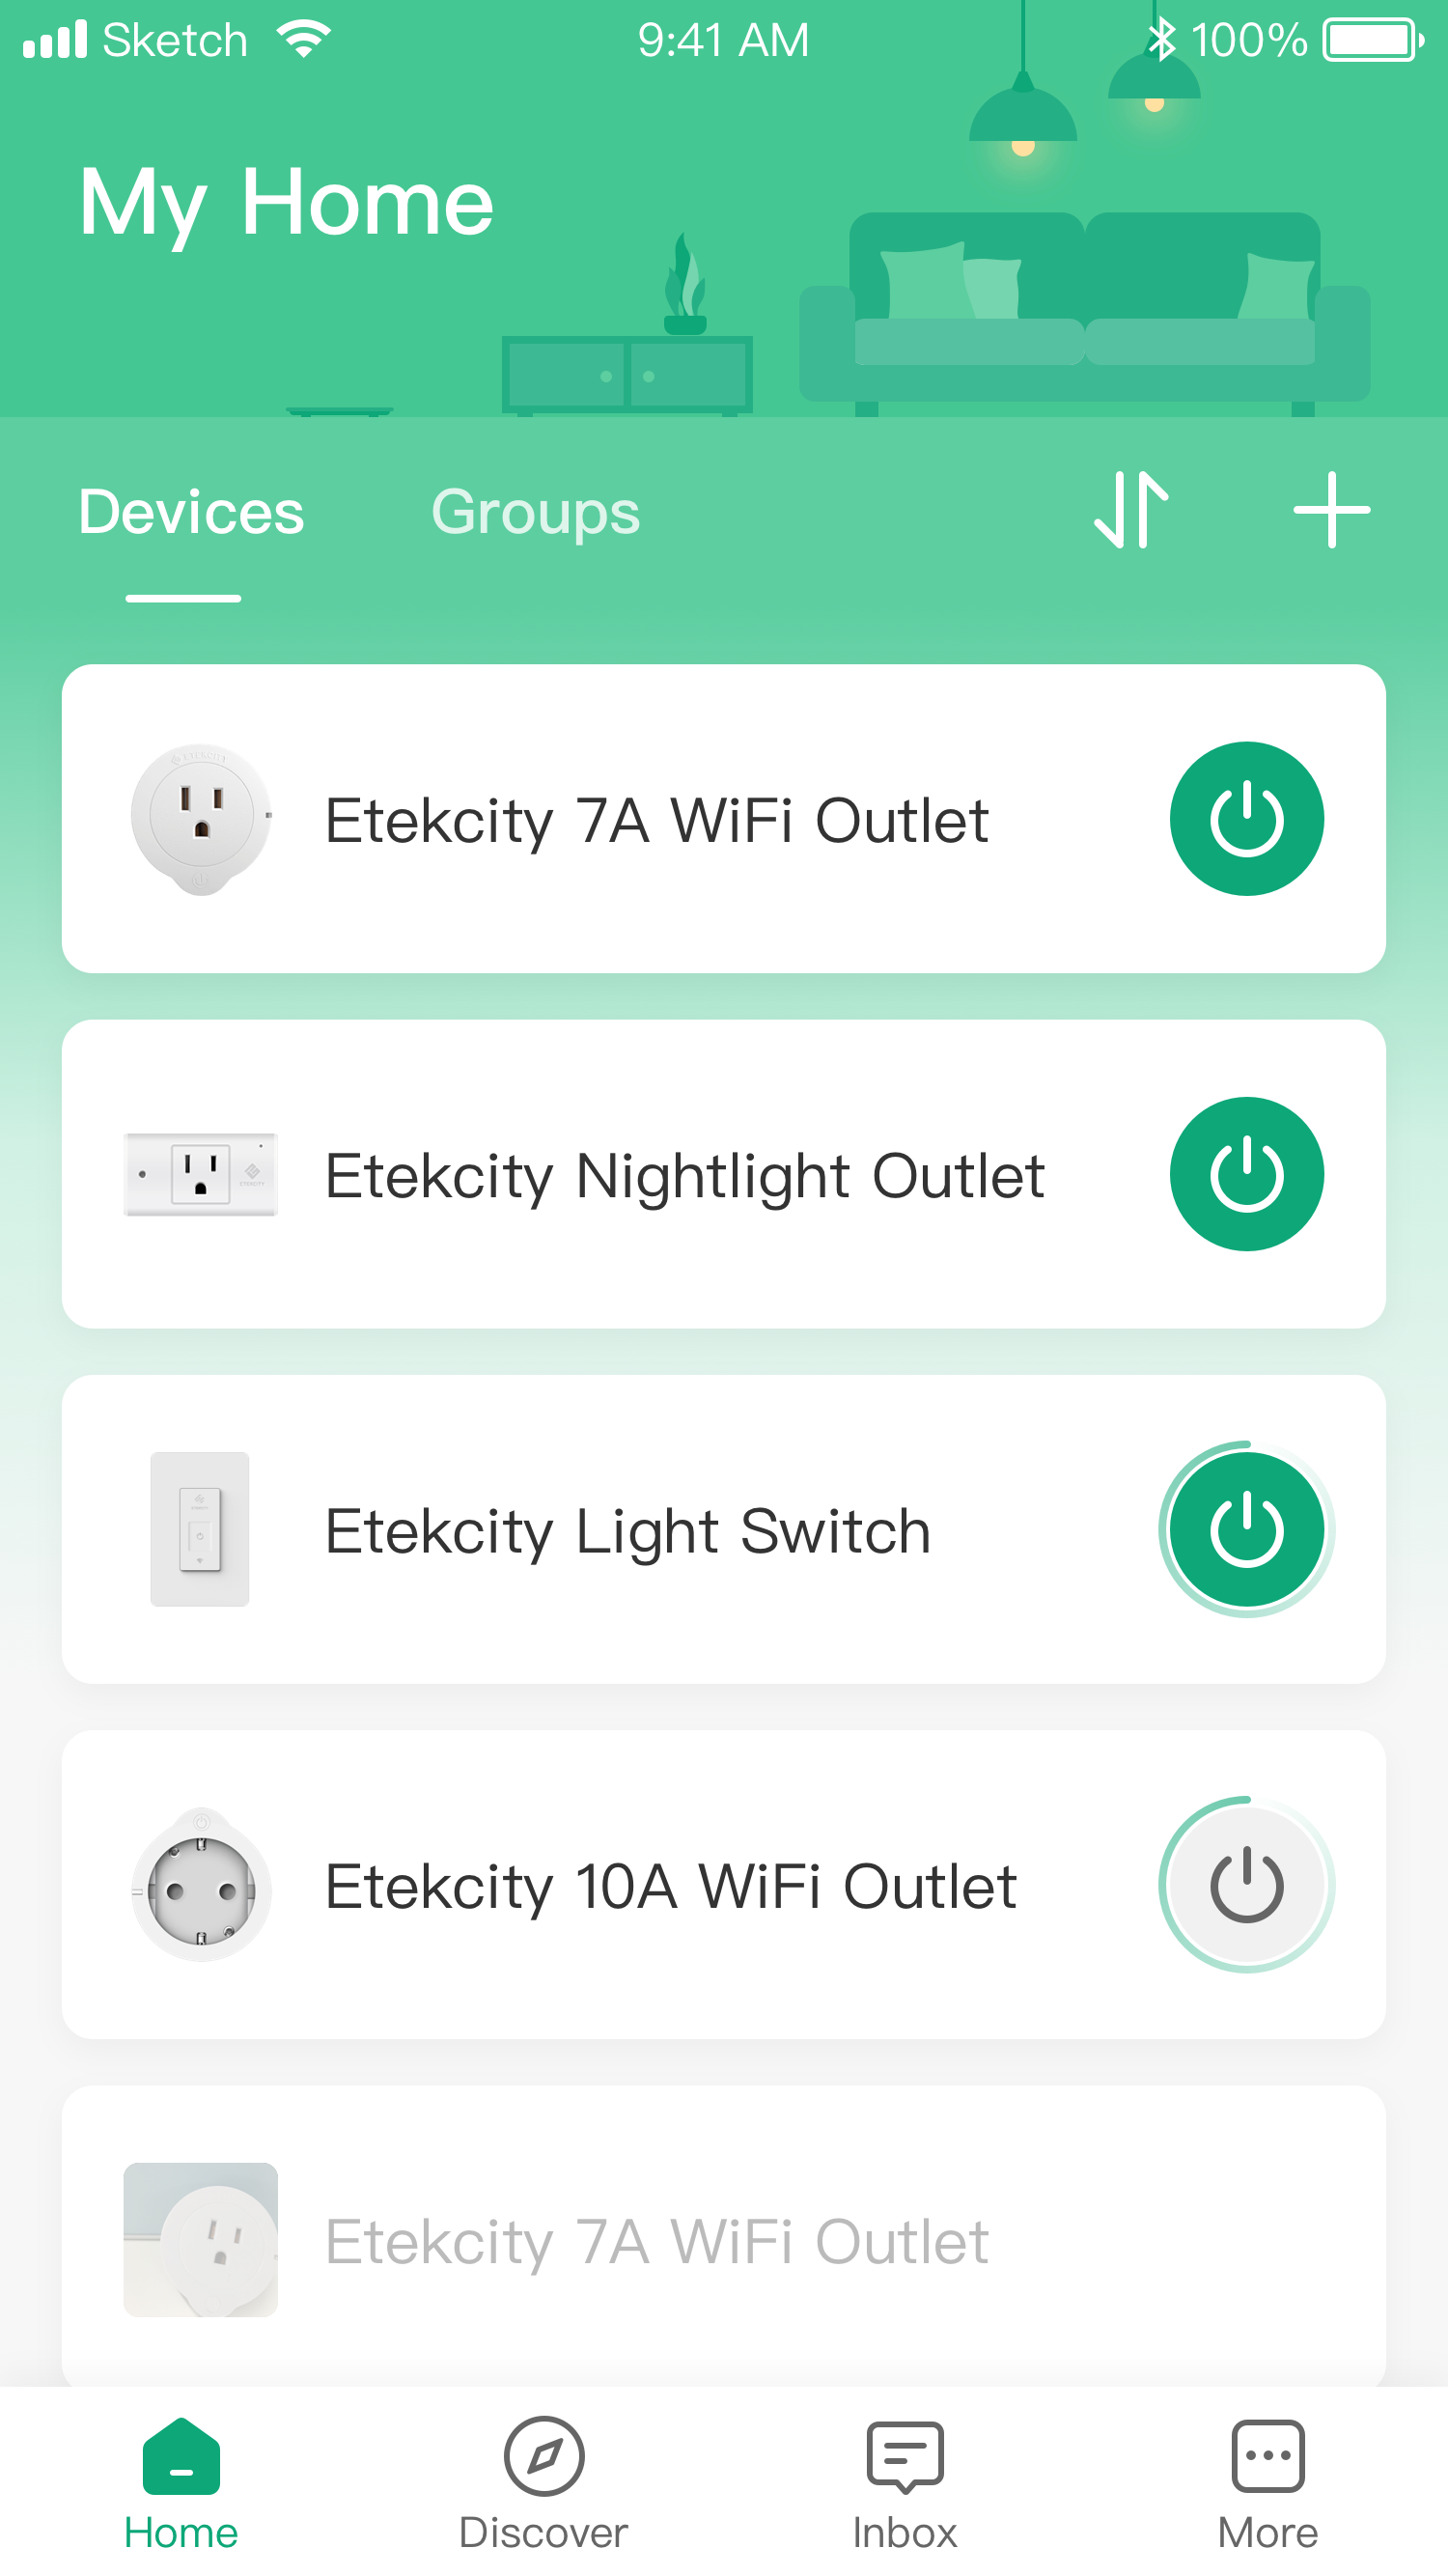 Sketch 9:41 AM 100%
My Home
Devices Groups
Etekcity 7A WiFi Outlet
Etekcity Nightlight Outlet
Etekcity Light Switch
Etekcity 10A WiFi Outlet
Etekcity 7A WiFi Outlet
Home Discover Inbox More